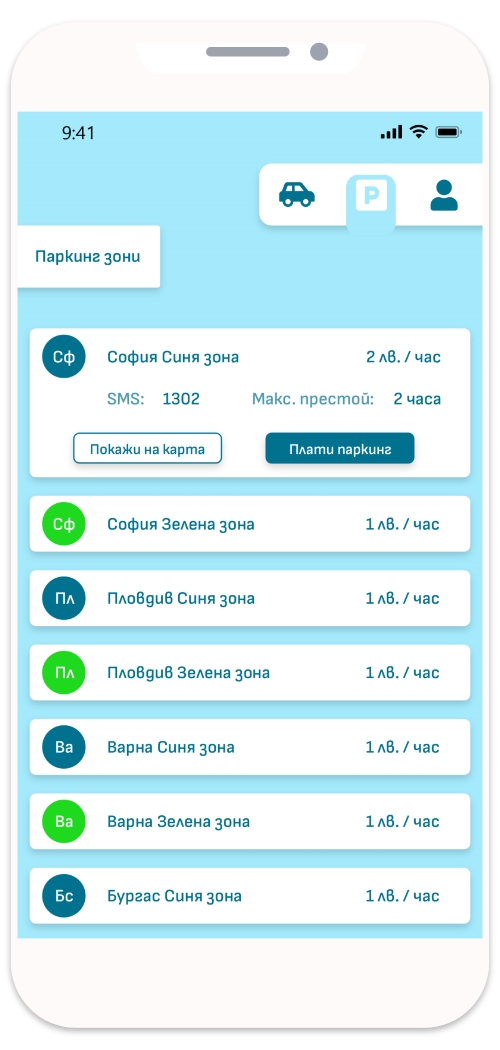 9:41
P
Паркинг зони
Сф София Синя зона 2 лв. / час
SMS: 1302 Макс. престой: 2 часа
Покажи на карта Плати паркинг
Сф София Зелена зона 1 лв. / час
Пл Пловдив Синя зона 1 лв. / час
Пл Пловдив Зелена зона 1 лв. / час
Ва Варна Синя зона 1 лв. / час
Ва Варна Зелена зона 1 лв. / час
Бс Бургас Синя зона 1 лв. / час